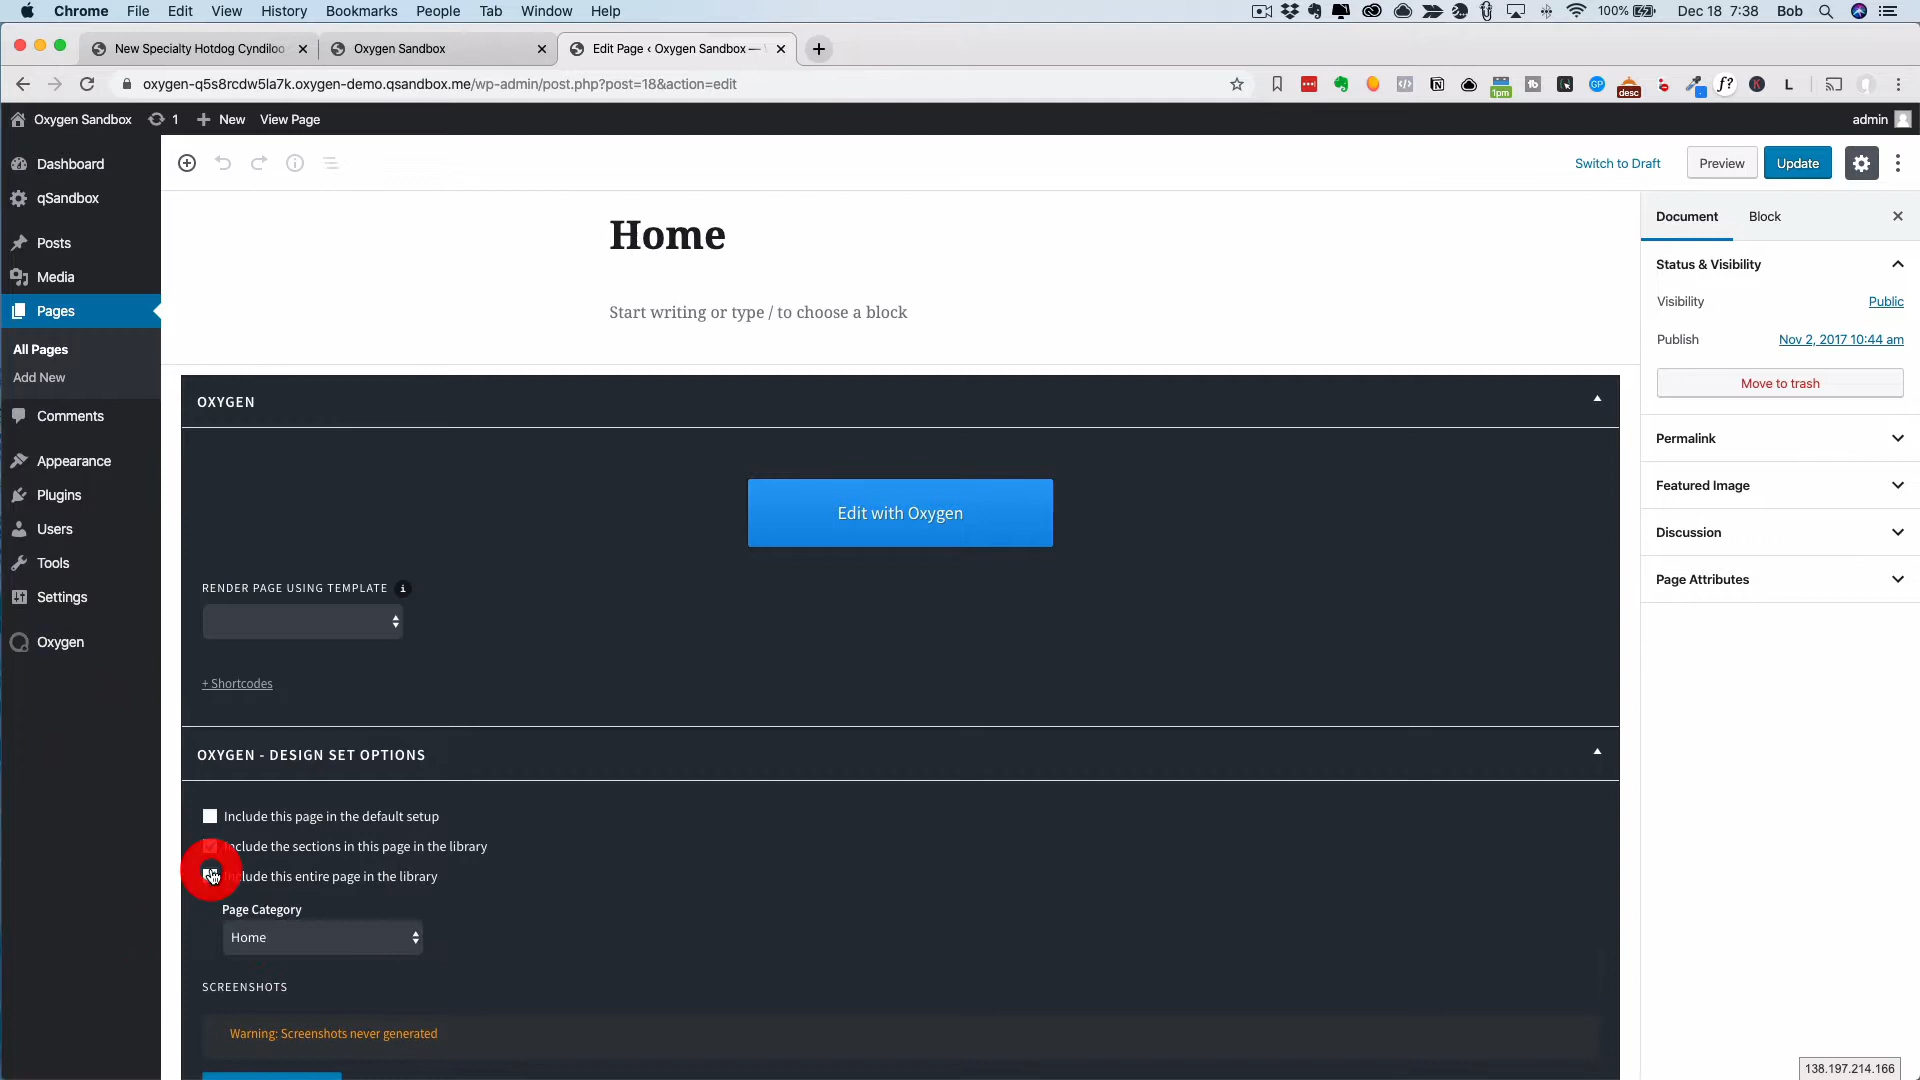 Chrome File Edit View History Bookmarks People Tab Window Help 100% Dec 18 7:38 Bob
New Specialty Hotdog Cyndiloo Oxygen Sandbox Edit Page ‹ Oxygen Sandbox —
oxygen-q5s8rcdw5la7k.oxygen-demo.qsandbox.me/wp-admin/post.php?post=18&action=edit
1pm
desc
Oxygen Sandbox 1 New View Page admin
Dashboard
qSandbox
Posts
Media
Pages
All Pages
Add New
Comments
Appearance
Plugins
Users
Tools
Settings
Oxygen
Switch to Draft Preview Update
Home
Start writing or type / to choose a block
OXYGEN
Edit with Oxygen
RENDER PAGE USING TEMPLATE i
+ Shortcodes
OXYGEN - DESIGN SET OPTIONS
Include this page in the default setup
Include the sections in this page in the library
Include this entire page in the library
Page Category
Home
SCREENSHOTS
Warning: Screenshots never generated
Document Block
Status & Visibility
Visibility Public
Publish Nov 2, 2017 10:44 am
Move to trash
Permalink
Featured Image
Discussion
Page Attributes
138.197.214.166